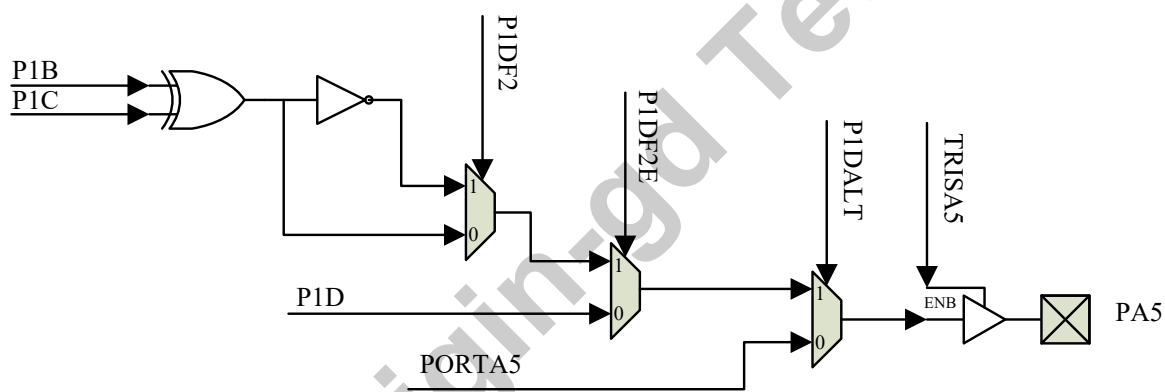 P1B
P1C
P1DF2
P1DF2E
P1DALT
TRISA5
1
0
1
0
P1D
1
0
ENB
PA5
PORTA5